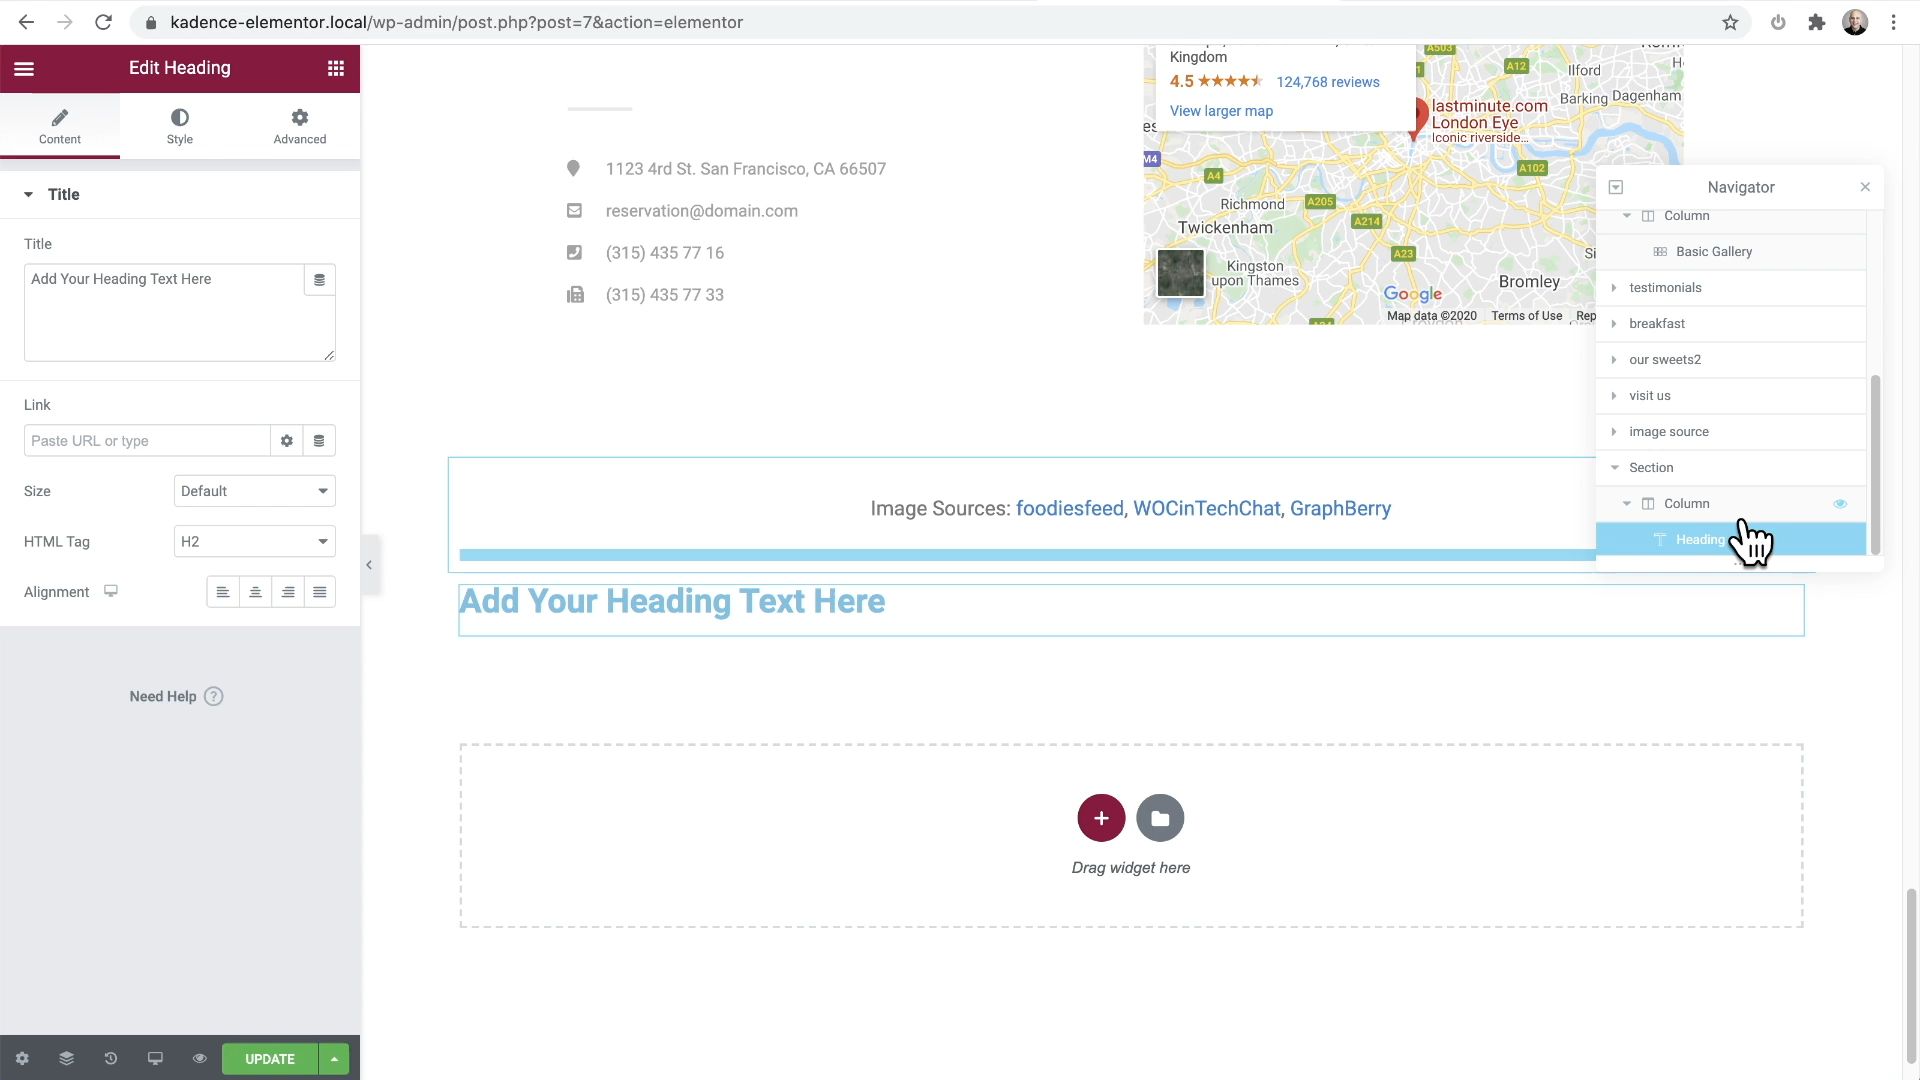 kadence-elementor.local/wp-admin/post.php?post=7&action=elementor
Edit Heading
Content
Style
Advanced
Title
Title
Add Your Heading Text Here
Link
Paste URL or type
Size
Default
HTML Tag
H2
Alignment
Need Help
?
UPDATE
1123 4rd St. San Francisco, CA 66507
reservation@domain.com
(315) 435 77 16
(315) 435 77 33
Kingdom
4.5
124,768 reviews
View larger map
A503
A12
Ilford
Barking
Dagenham
lastminute.com
London Eye
Iconic riverside...
M4
A4
A102
Richmond
A205
A214
Twickenham
A23
Kingston
upon Thames
Bromley
Google
Map data ©2020
Terms of Use
Rep
Navigator
Column
Basic Gallery
testimonials
breakfast
our sweets2
visit us
image source
Section
Column
Heading
Image Sources: foodiesfeed, WOCinTechChat, GraphBerry
Add Your Heading Text Here
Drag widget here